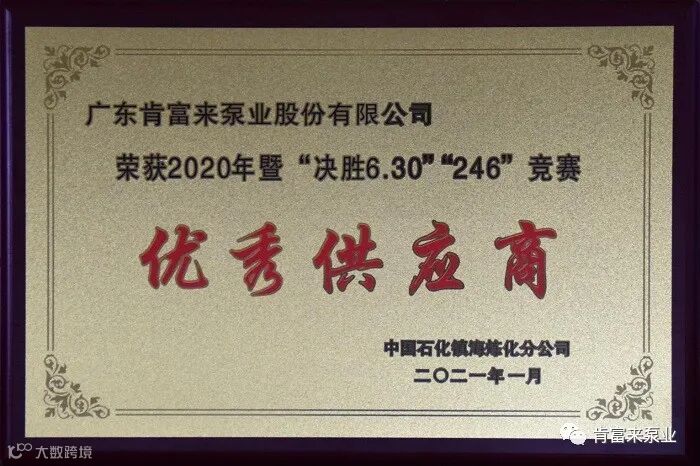 广东肯富来泵业股份有限公司
荣获2020年暨“决胜6.30”“246”竞赛
优秀供应商
中国石化镇海炼化分公司
二〇二一年一月
大数跨境
肯富来泵业